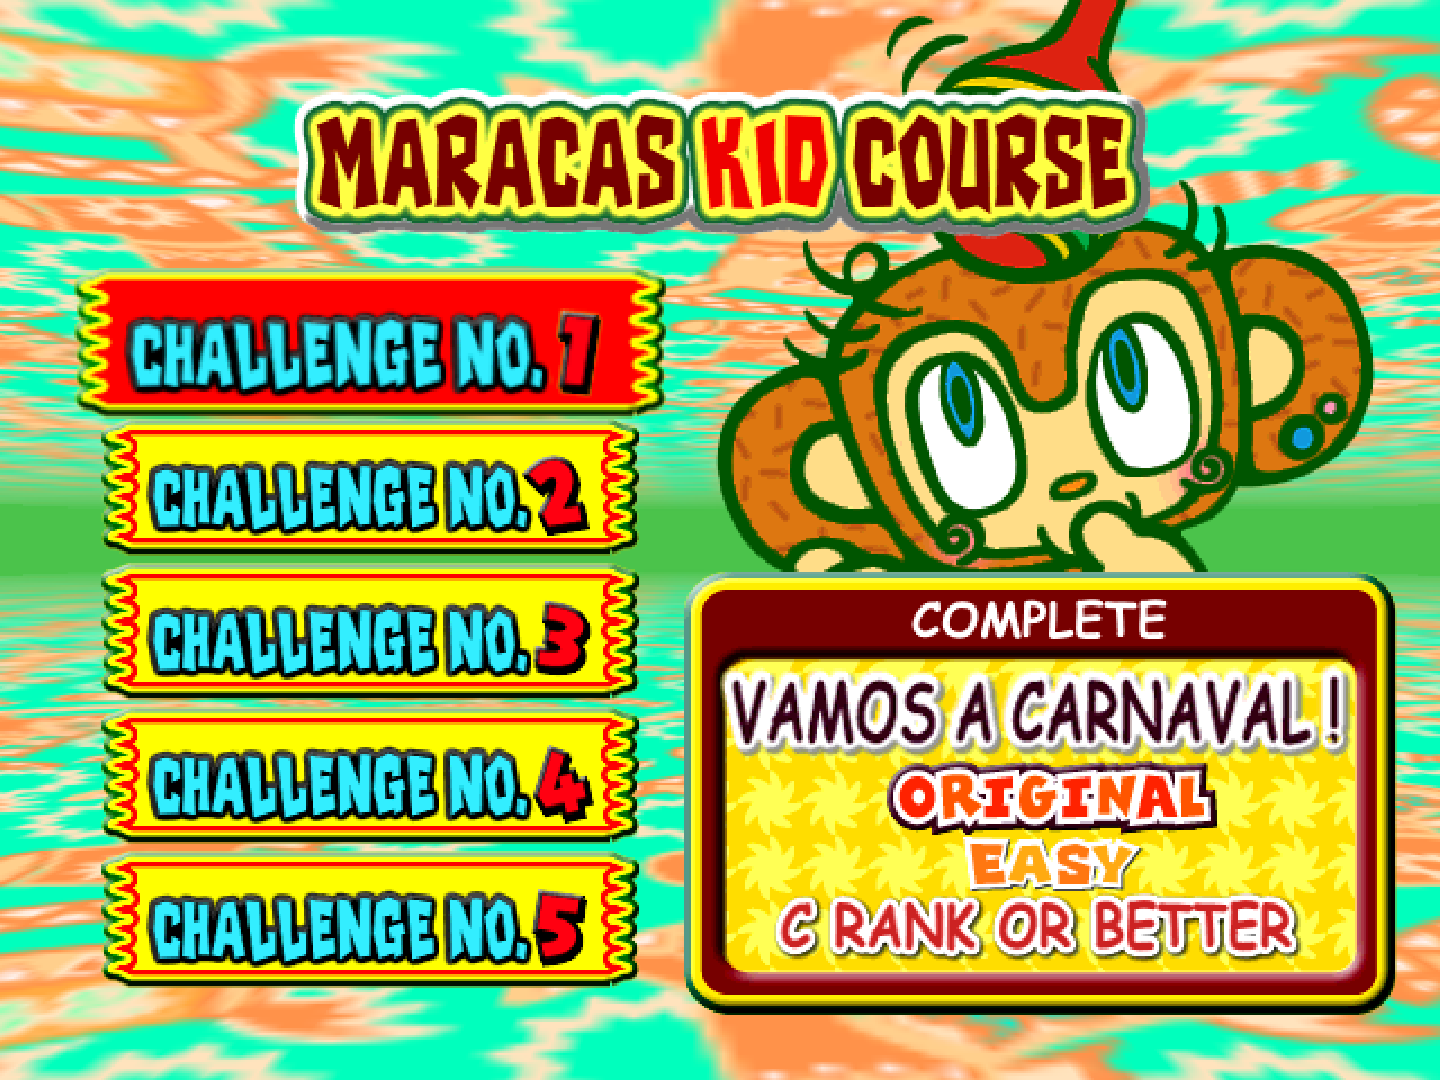 MARACAS KID COURSE
CHALLENGE NO. 1
CHALLENGE NO. 2
CHALLENGE NO. 3
CHALLENGE NO. 4
CHALLENGE NO. 5
COMPLETE
VAMOS A CARNAVAL!
ORIGINAL
EASY
C RANK OR BETTER